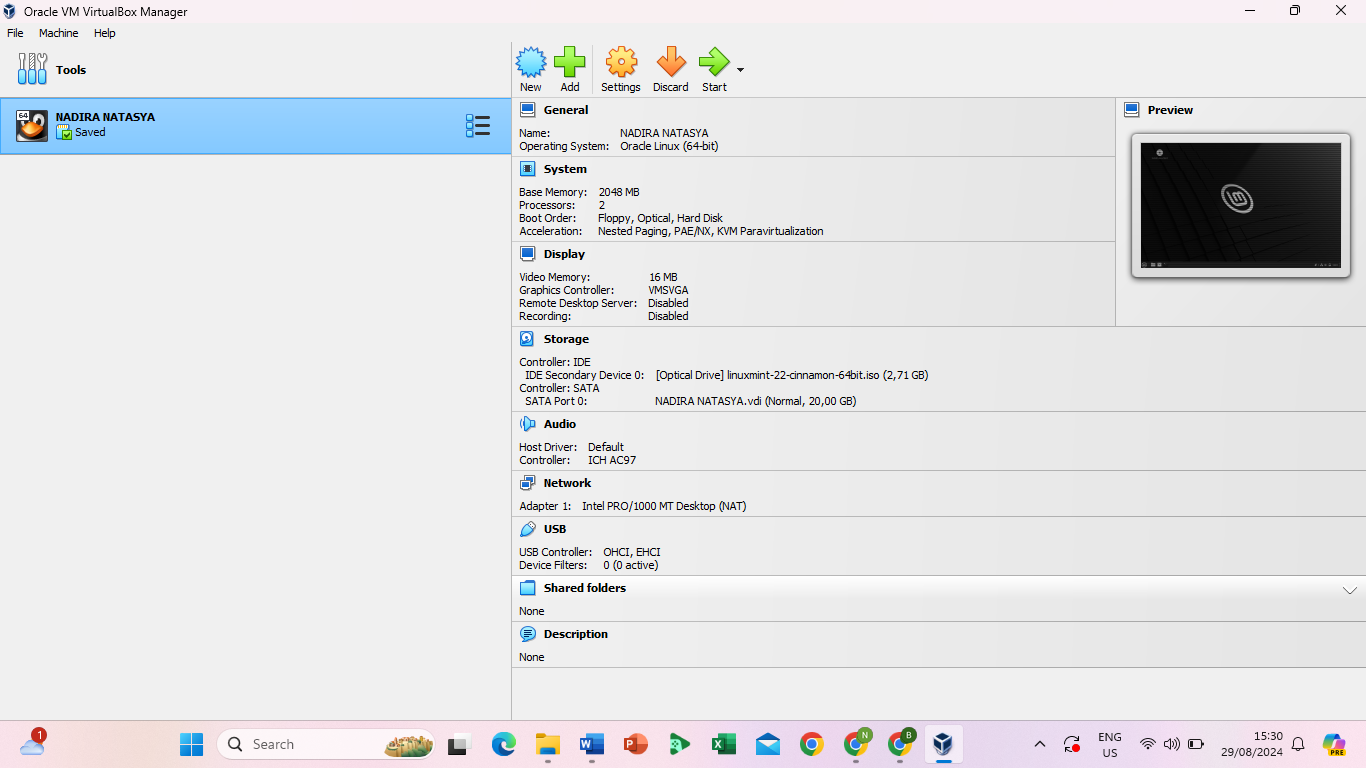 Oracle VM VirtualBox Manager
File Machine Help
Tools
New Add Settings Discard Start
64
NADIRA NATASYA
Saved
General
Name: NADIRA NATASYA
Operating System: Oracle Linux (64-bit)
Preview
System
Base Memory: 2048 MB
Processors: 2
Boot Order: Floppy, Optical, Hard Disk
Acceleration: Nested Paging, PAE/NX, KVM Paravirtualization
Display
Video Memory: 16 MB
Graphics Controller: VMSVGA
Remote Desktop Server: Disabled
Recording: Disabled
Storage
Controller: IDE
IDE Secondary Device 0: [Optical Drive] linuxmint-22-cinnamon-64bit.iso (2,71 GB)
Controller: SATA
SATA Port 0: NADIRA NATASYA.vdi (Normal, 20,00 GB)
Audio
Host Driver: Default
Controller: ICH AC97
Network
Adapter 1: Intel PRO/1000 MT Desktop (NAT)
USB
USB Controller: OHCI, EHCI
Device Filters: 0 (0 active)
Shared folders
None
Description
None
1
Search
W
P
X
N
B
ENG
US
15:30
29/08/2024
PRE